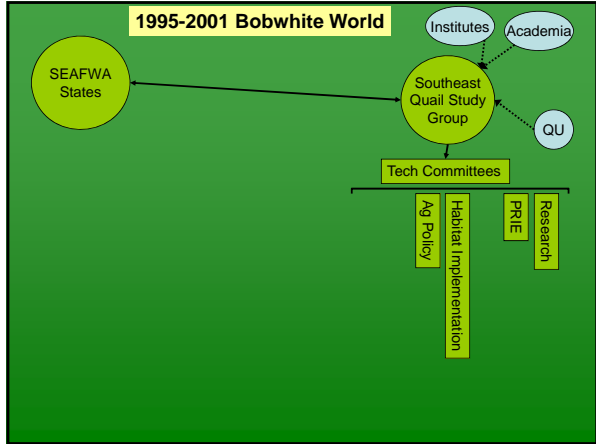 1995-2001 Bobwhite World
Institutes
Academia
SEAFWA
States
Southeast
Quail Study
Group
QU
Tech Committees
Ag Policy
Habitat Implementation
PRIE
Research